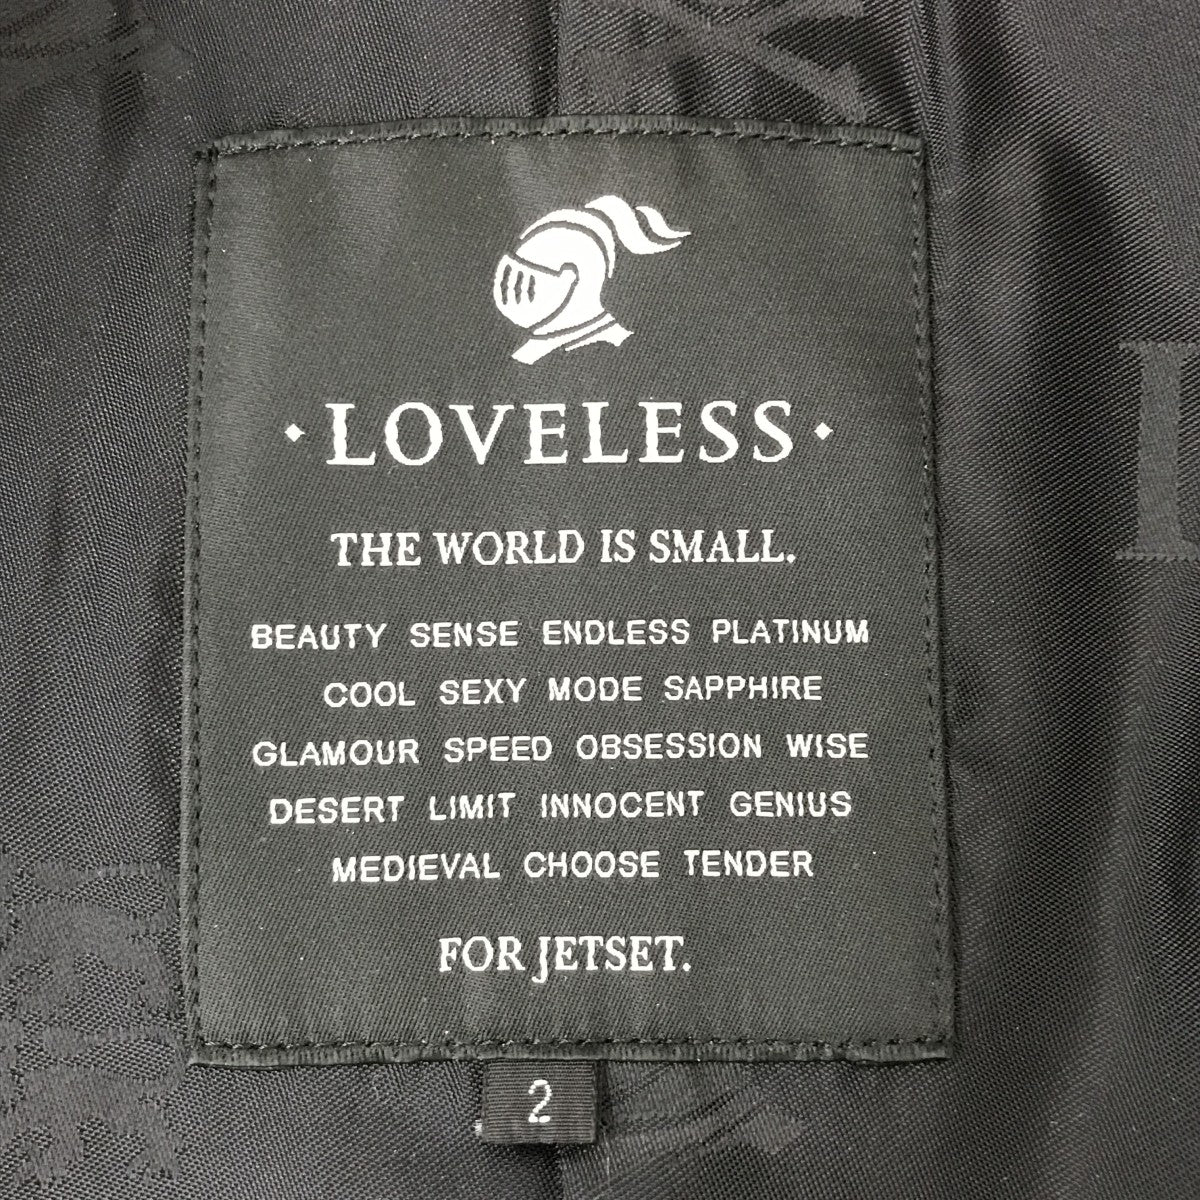 LOVELESS
THE WORLD IS SMALL.
BEAUTY SENSE ENDLESS PLATINUM
COOL SEXY MODE SAPPHIRE
GLAMOUR SPEED OBSESSION WISE
DESERT LIMIT INNOCENT GENIUS
MEDIEVAL CHOOSE TENDER
FOR JETSET.
2